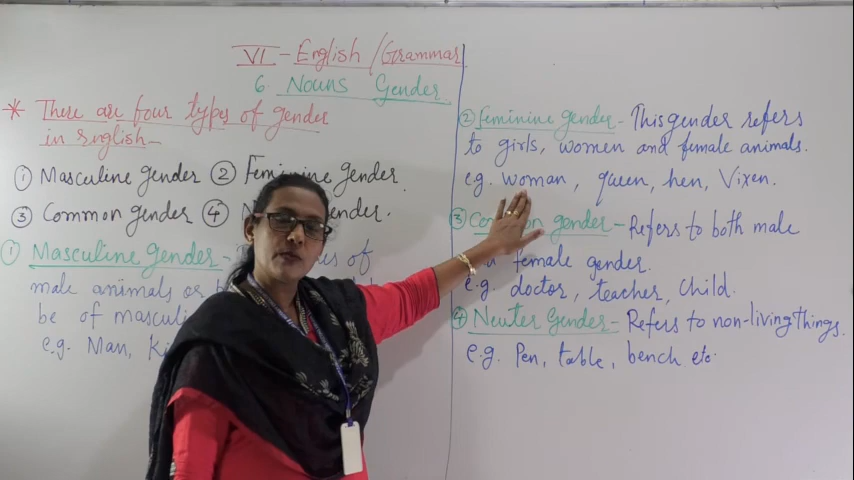 VI - English/Grammar
6. Nouns Gender
* There are four types of gender
in English-
① Masculine gender ② Feminine gender
③ Common gender ④ gender.
① Masculine gender - of
male animals or
be of
e.g. Man,
② Feminine gender - This gender refers
to girls, women and female animals.
e.g. woman, queen, hen, Vixen.
③ gender - Refers to both male
female gender.
e.g doctor, teacher, Child.
④ Neuter Gender - Refers to non-living things.
e.g. Pen, table, bench etc.